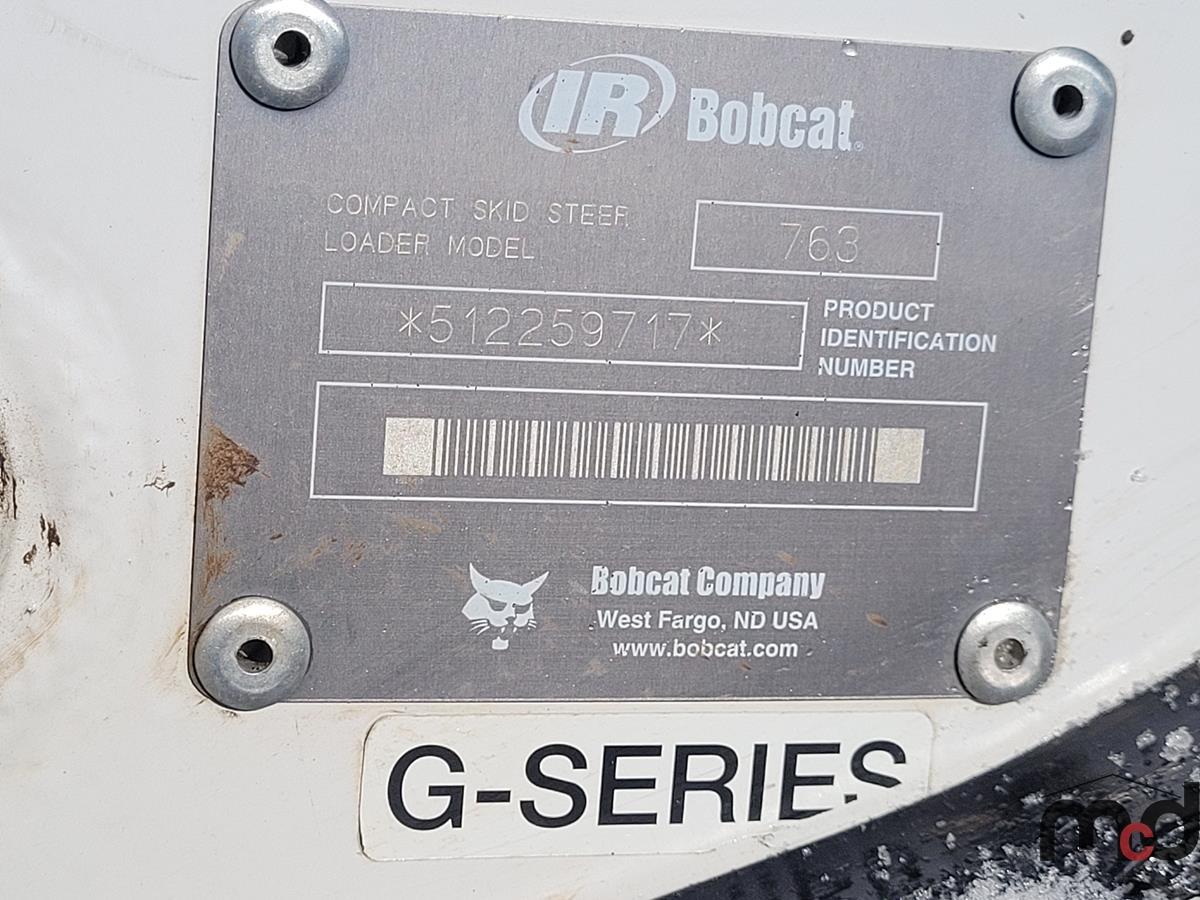 IR Bobcat®
COMPACT SKID STEER
LOADER MODEL
763
*512259717*
PRODUCT
IDENTIFICATION
NUMBER
Bobcat Company
West Fargo, ND USA
www.bobcat.com
G-SERIES
mcd